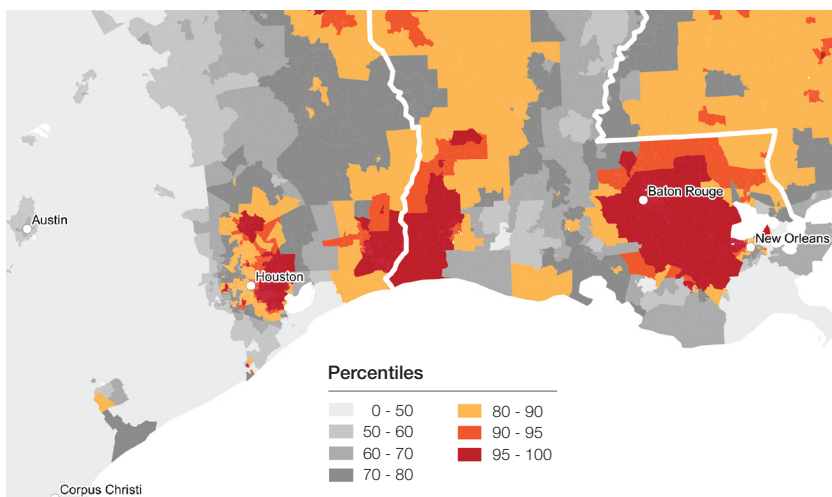 Baton Rouge
Austin
New Orleans
Houston
Percentiles
0 - 50
50 - 60
60 - 70
70 - 80
80 - 90
90 - 95
95 - 100
Corpus Christi